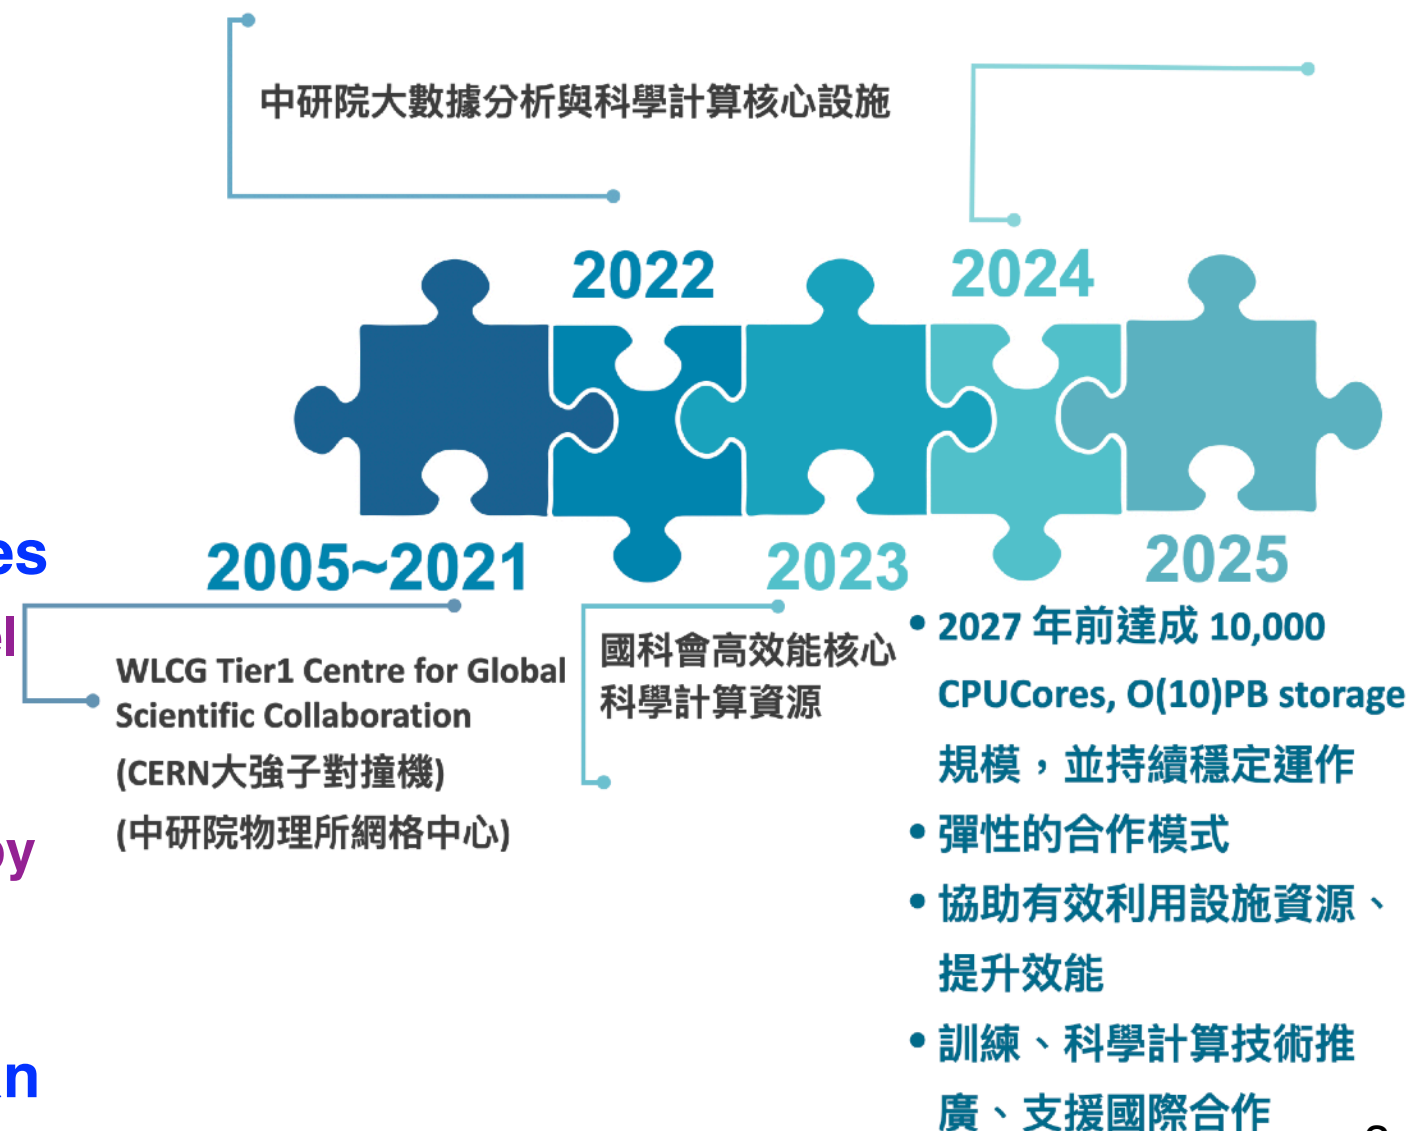 中研院大數據分析與科學計算核心設施
2022
2024
2005~2021
2023
2025
WLCG Tier1 Centre for Global
Scientific Collaboration
(CERN大強子對撞機)
(中研院物理所網格中心)
國科會高效能核心
科學計算資源
• 2027 年前達成 10,000
CPUCores, O(10)PB storage
規模，並持續穩定運作
• 彈性的合作模式
• 協助有效利用設施資源、
提升效能
• 訓練、科學計算技術推
廣、支援國際合作
es
el
by
an